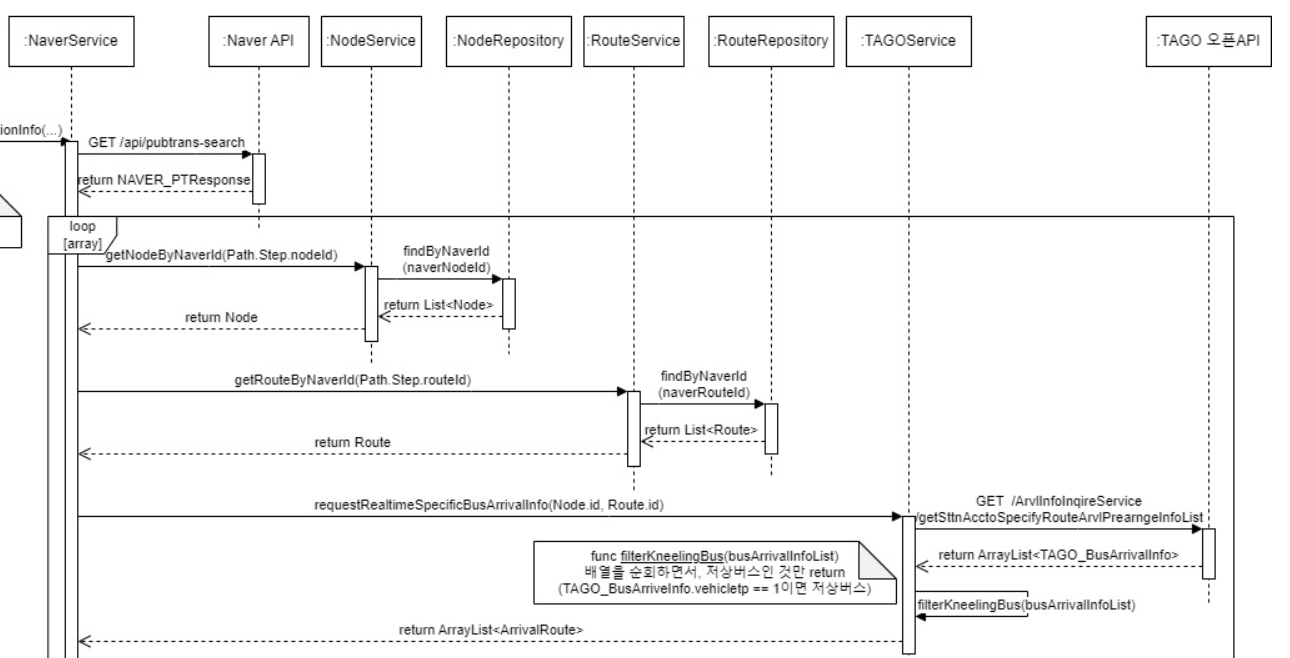 :NaverService
:Naver API
:NodeService
:NodeRepository
:RouteService
:RouteRepository
:TAGOService
:TAGO 오픈API
ionInfo(...)
GET /api/pubtrans-search
return NAVER_PTResponse
loop
[array]
getNodeByNaverId(Path.Step.nodeId)
findByNaverId
(naverNodeId)
return List<Node>
return Node
getRouteByNaverId(Path.Step.routeId)
findByNaverId
(naverRouteId)
return List<Route>
return Route
requestRealtimeSpecificBusArrivalInfo(Node.id, Route.id)
GET /ArvlInfoInqireService
/getSttnAcctoSpecifyRouteArvlPrearngeInfoList
func filterKneelingBus(busArrivalInfoList)
배열을 순회하면서, 저상버스인 것만 return
(TAGO_BusArriveInfo.vehicletp == 1이면 저상버스)
return ArrayList<TAGO_BusArrivalInfo>
filterKneelingBus(busArrivalInfoList)
return ArrayList<ArrivalRoute>